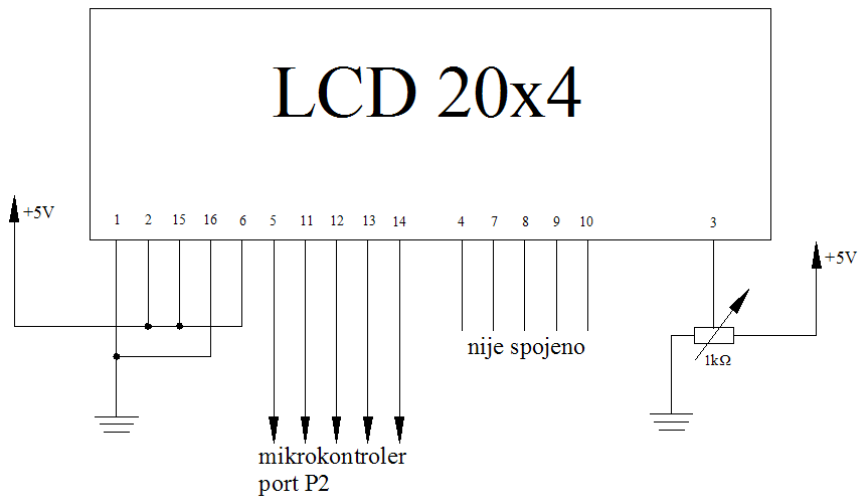 LCD 20x4
+5V
1 2 15 16 6 5 11 12 13 14 4 7 8 9 10 3
+5V
nije spojeno
1kΩ
mikrokontroler
port P2